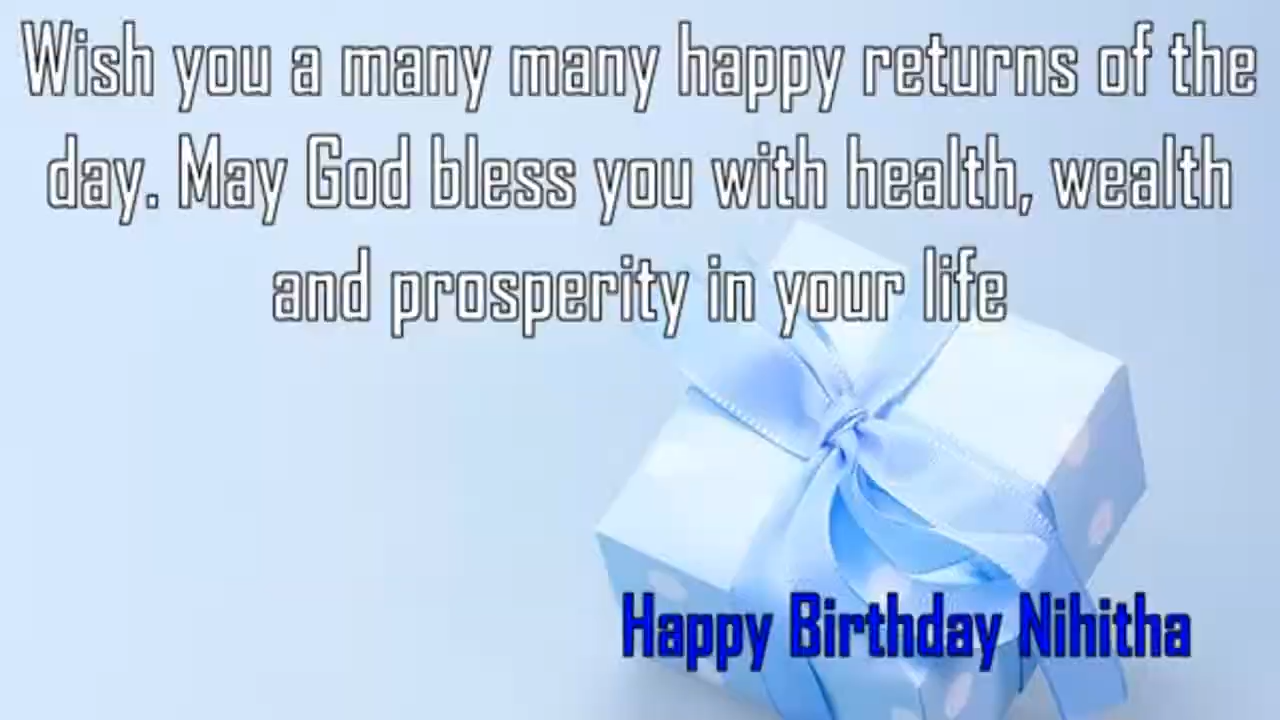 Wish you a many many happy returns of the
day. May God bless you with health, wealth
and prosperity in your life
Happy Birthday Nihitha